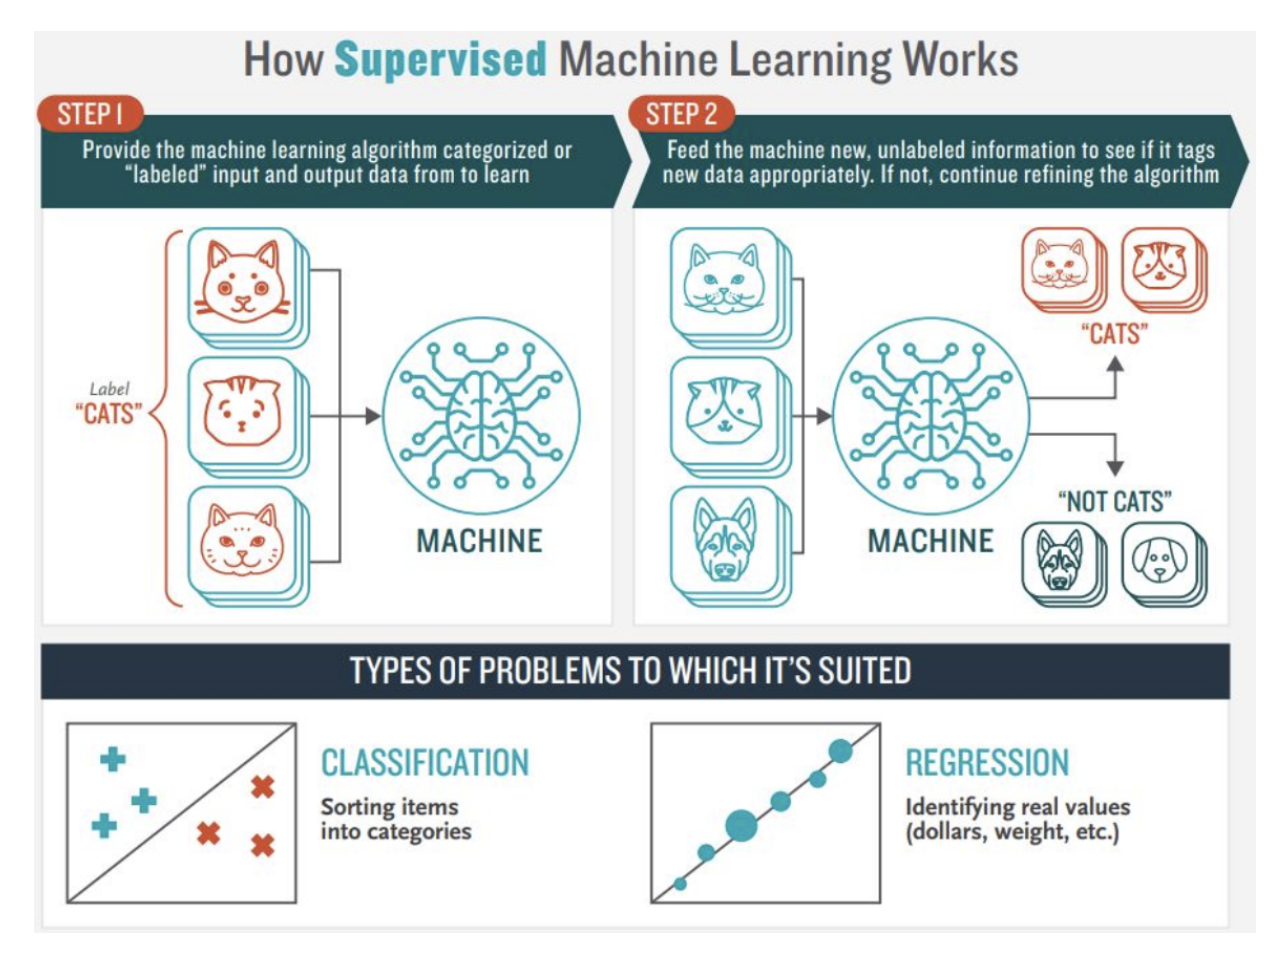 How Supervised Machine Learning Works
STEP 1
Provide the machine learning algorithm categorized or
“labeled” input and output data from to learn
STEP 2
Feed the machine new, unlabeled information to see if it tags
new data appropriately. If not, continue refining the algorithm
Label
“CATS”
MACHINE
MACHINE
“CATS”
“NOT CATS”
TYPES OF PROBLEMS TO WHICH IT’S SUITED
CLASSIFICATION
Sorting items
into categories
REGRESSION
Identifying real values
(dollars, weight, etc.)